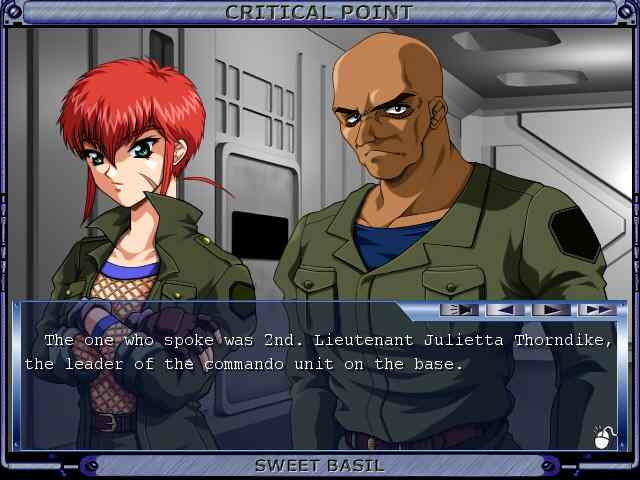 CRITICAL POINT
The one who spoke was 2nd. Lieutenant Julietta Thorndike,
the leader of the commando unit on the base.
SWEET BASIL